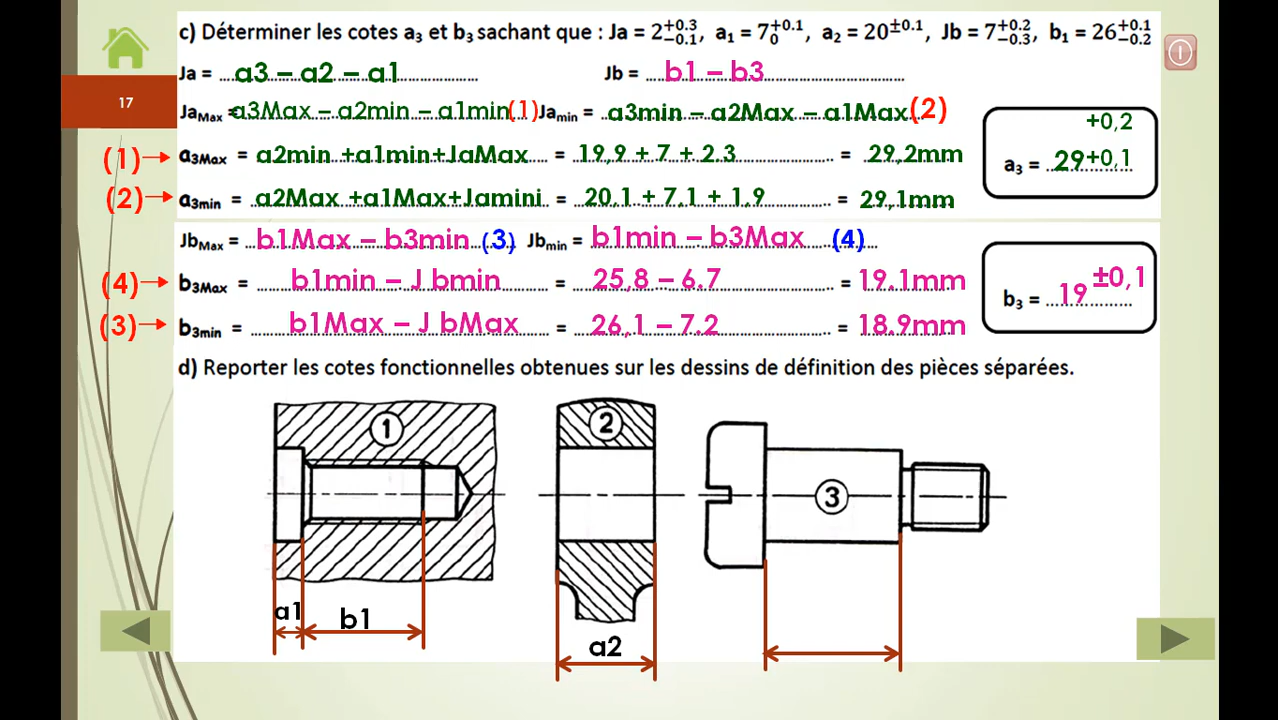 c) Déterminer les cotes a₃ et b₃ sachant que : Ja = 2 +0.3 −0.1, a₁ = 7 +0.1 0, a₂ = 20 ±0.1, Jb = 7 +0.2 −0.3, b₁ = 26 +0.1 −0.2
17
Ja = a3 – a2 – a1 Jb = b1 – b3
JaMax = a3Max – a2min – a1min(1) Jamin = a3min – a2Max – a1Max(2)
(1) a3Max = a2min +a1min+JaMax = 19,9 + 7 + 2.3 = 29,2mm
(2) a3min = a2Max +a1Max+Jamini = 20,1 + 7,1 + 1,9 = 29,1mm
+0,2
a₃ = 29+0,1
JbMax = b1Max – b3min (3) Jbmin = b1min – b3Max (4)
(4) b3Max = b1min – J bmin = 25,8 – 6.7 = 19.1mm
(3) b3min = b1Max – J bMax = 26,1 – 7.2 = 18.9mm
b₃ = 19 ±0,1
d) Reporter les cotes fonctionnelles obtenues sur les dessins de définition des pièces séparées.
1
2
3
a1
b1
a2